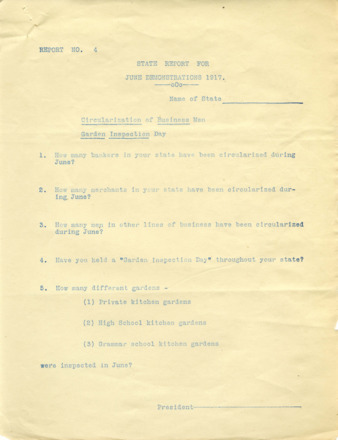 REPORT NO. 4
STATE REPORT FOR
JUNE DEMONSTRATIONS 1917.
---oOo---
Name of State
Circularization of Business Men
Garden Inspection Day
1. How many bankers in your state have been circularized during
June?
2. How many merchants in your state have been circularized dur-
ing June?
3. How many men in other lines of business have been circularized
during June?
4. Have you held a "Garden Inspection Day" throughout your state?
5. How many different gardens -
(1) Private kitchen gardens
(2) High School kitchen gardens
(3) Grammar school kitchen gardens
were inspected in June?
President